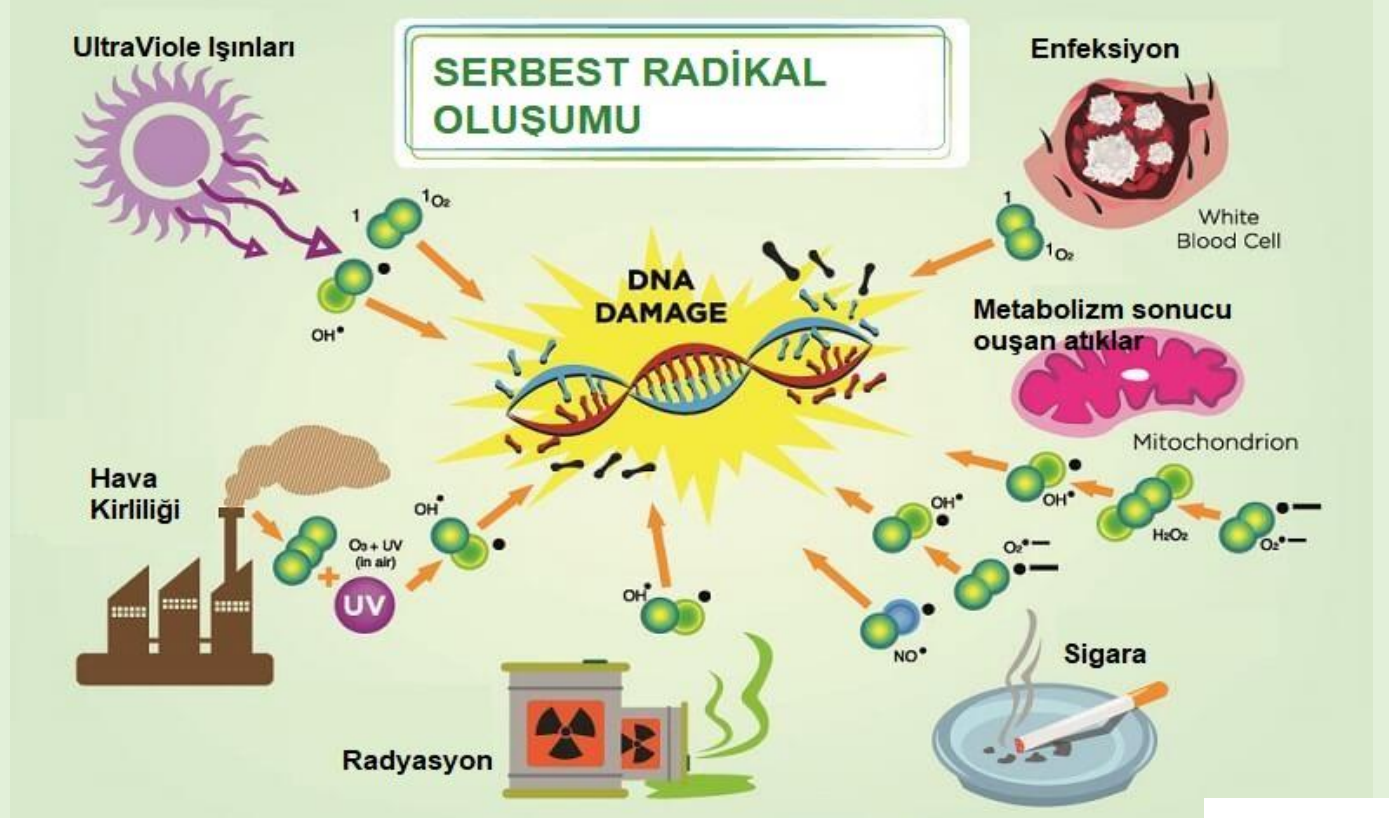 UltraViole Işınları
SERBEST RADİKAL
OLUŞUMU
Enfeksiyon
1
¹O₂
OH•
1
¹O₂
White
Blood Cell
DNA
DAMAGE
Metabolizm sonucu
ouşan atıklar
Mitochondrion
OH•
H₂O₂
O₂•—
Hava
Kirliliği
O₃ + UV
(in air)
UV
OH•
OH•
OH•
O₂•—
NO•
Radyasyon
Sigara